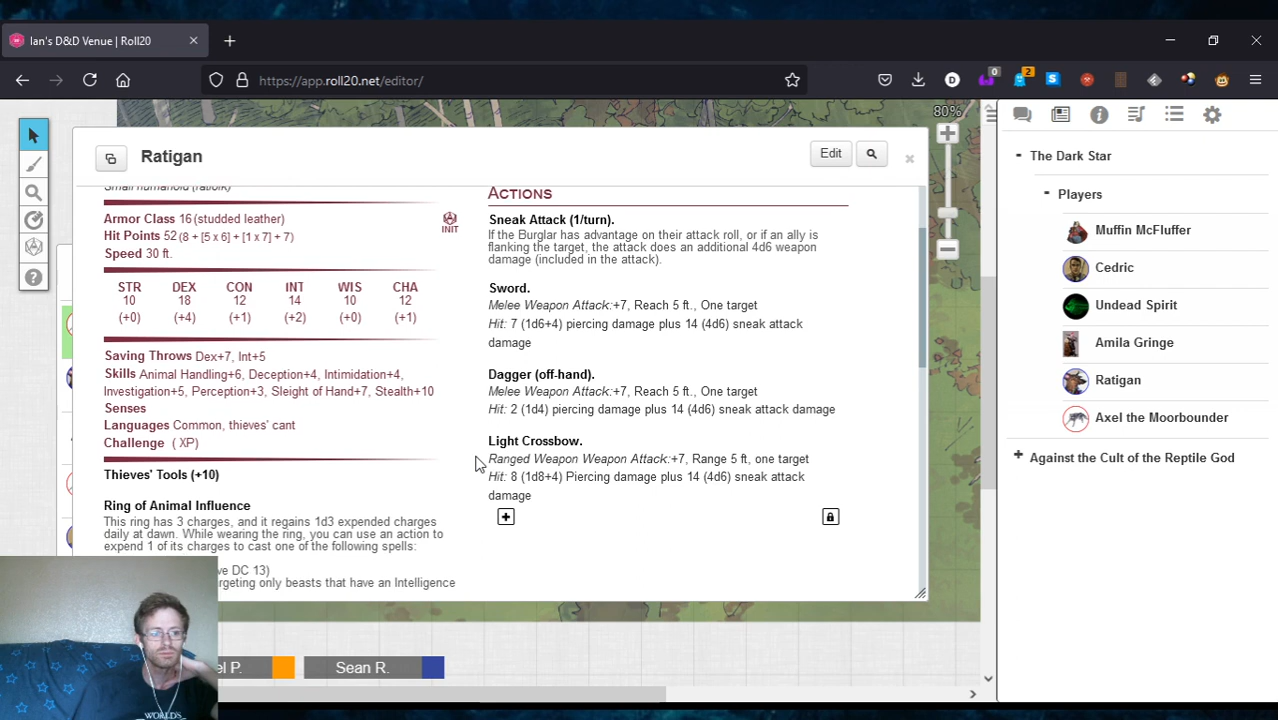 Ian's D&D Venue | Roll20
https://app.roll20.net/editor/
0
2
80%
Ratigan
Edit
Small humanoid (ratfolk)
Armor Class 16 (studded leather)
Hit Points 52 (8 + [5 x 6] + [1 x 7] + 7)
Speed 30 ft.
INIT
STR DEX CON INT WIS CHA
10 18 12 14 10 12
(+0) (+4) (+1) (+2) (+0) (+1)
Saving Throws Dex+7, Int+5
Skills Animal Handling+6, Deception+4, Intimidation+4,
Investigation+5, Perception+3, Sleight of Hand+7, Stealth+10
Senses
Languages Common, thieves' cant
Challenge ( XP)
Thieves' Tools (+10)
Ring of Animal Influence
This ring has 3 charges, and it regains 1d3 expended charges
daily at dawn. While wearing the ring, you can use an action to
expend 1 of its charges to cast one of the following spells:
ve DC 13)
rgeting only beasts that have an Intelligence
ACTIONS
Sneak Attack (1/turn).
If the Burglar has advantage on their attack roll, or if an ally is
flanking the target, the attack does an additional 4d6 weapon
damage (included in the attack).
Sword.
Melee Weapon Attack:+7, Reach 5 ft., One target
Hit: 7 (1d6+4) piercing damage plus 14 (4d6) sneak attack
damage
Dagger (off-hand).
Melee Weapon Attack:+7, Reach 5 ft., One target
Hit: 2 (1d4) piercing damage plus 14 (4d6) sneak attack damage
Light Crossbow.
Ranged Weapon Weapon Attack:+7, Range 5 ft, one target
Hit: 8 (1d8+4) Piercing damage plus 14 (4d6) sneak attack
damage
The Dark Star
Players
Muffin McFluffer
Cedric
Undead Spirit
Amila Gringe
Ratigan
Axel the Moorbounder
Against the Cult of the Reptile God
el P.
Sean R.
WORLD'S